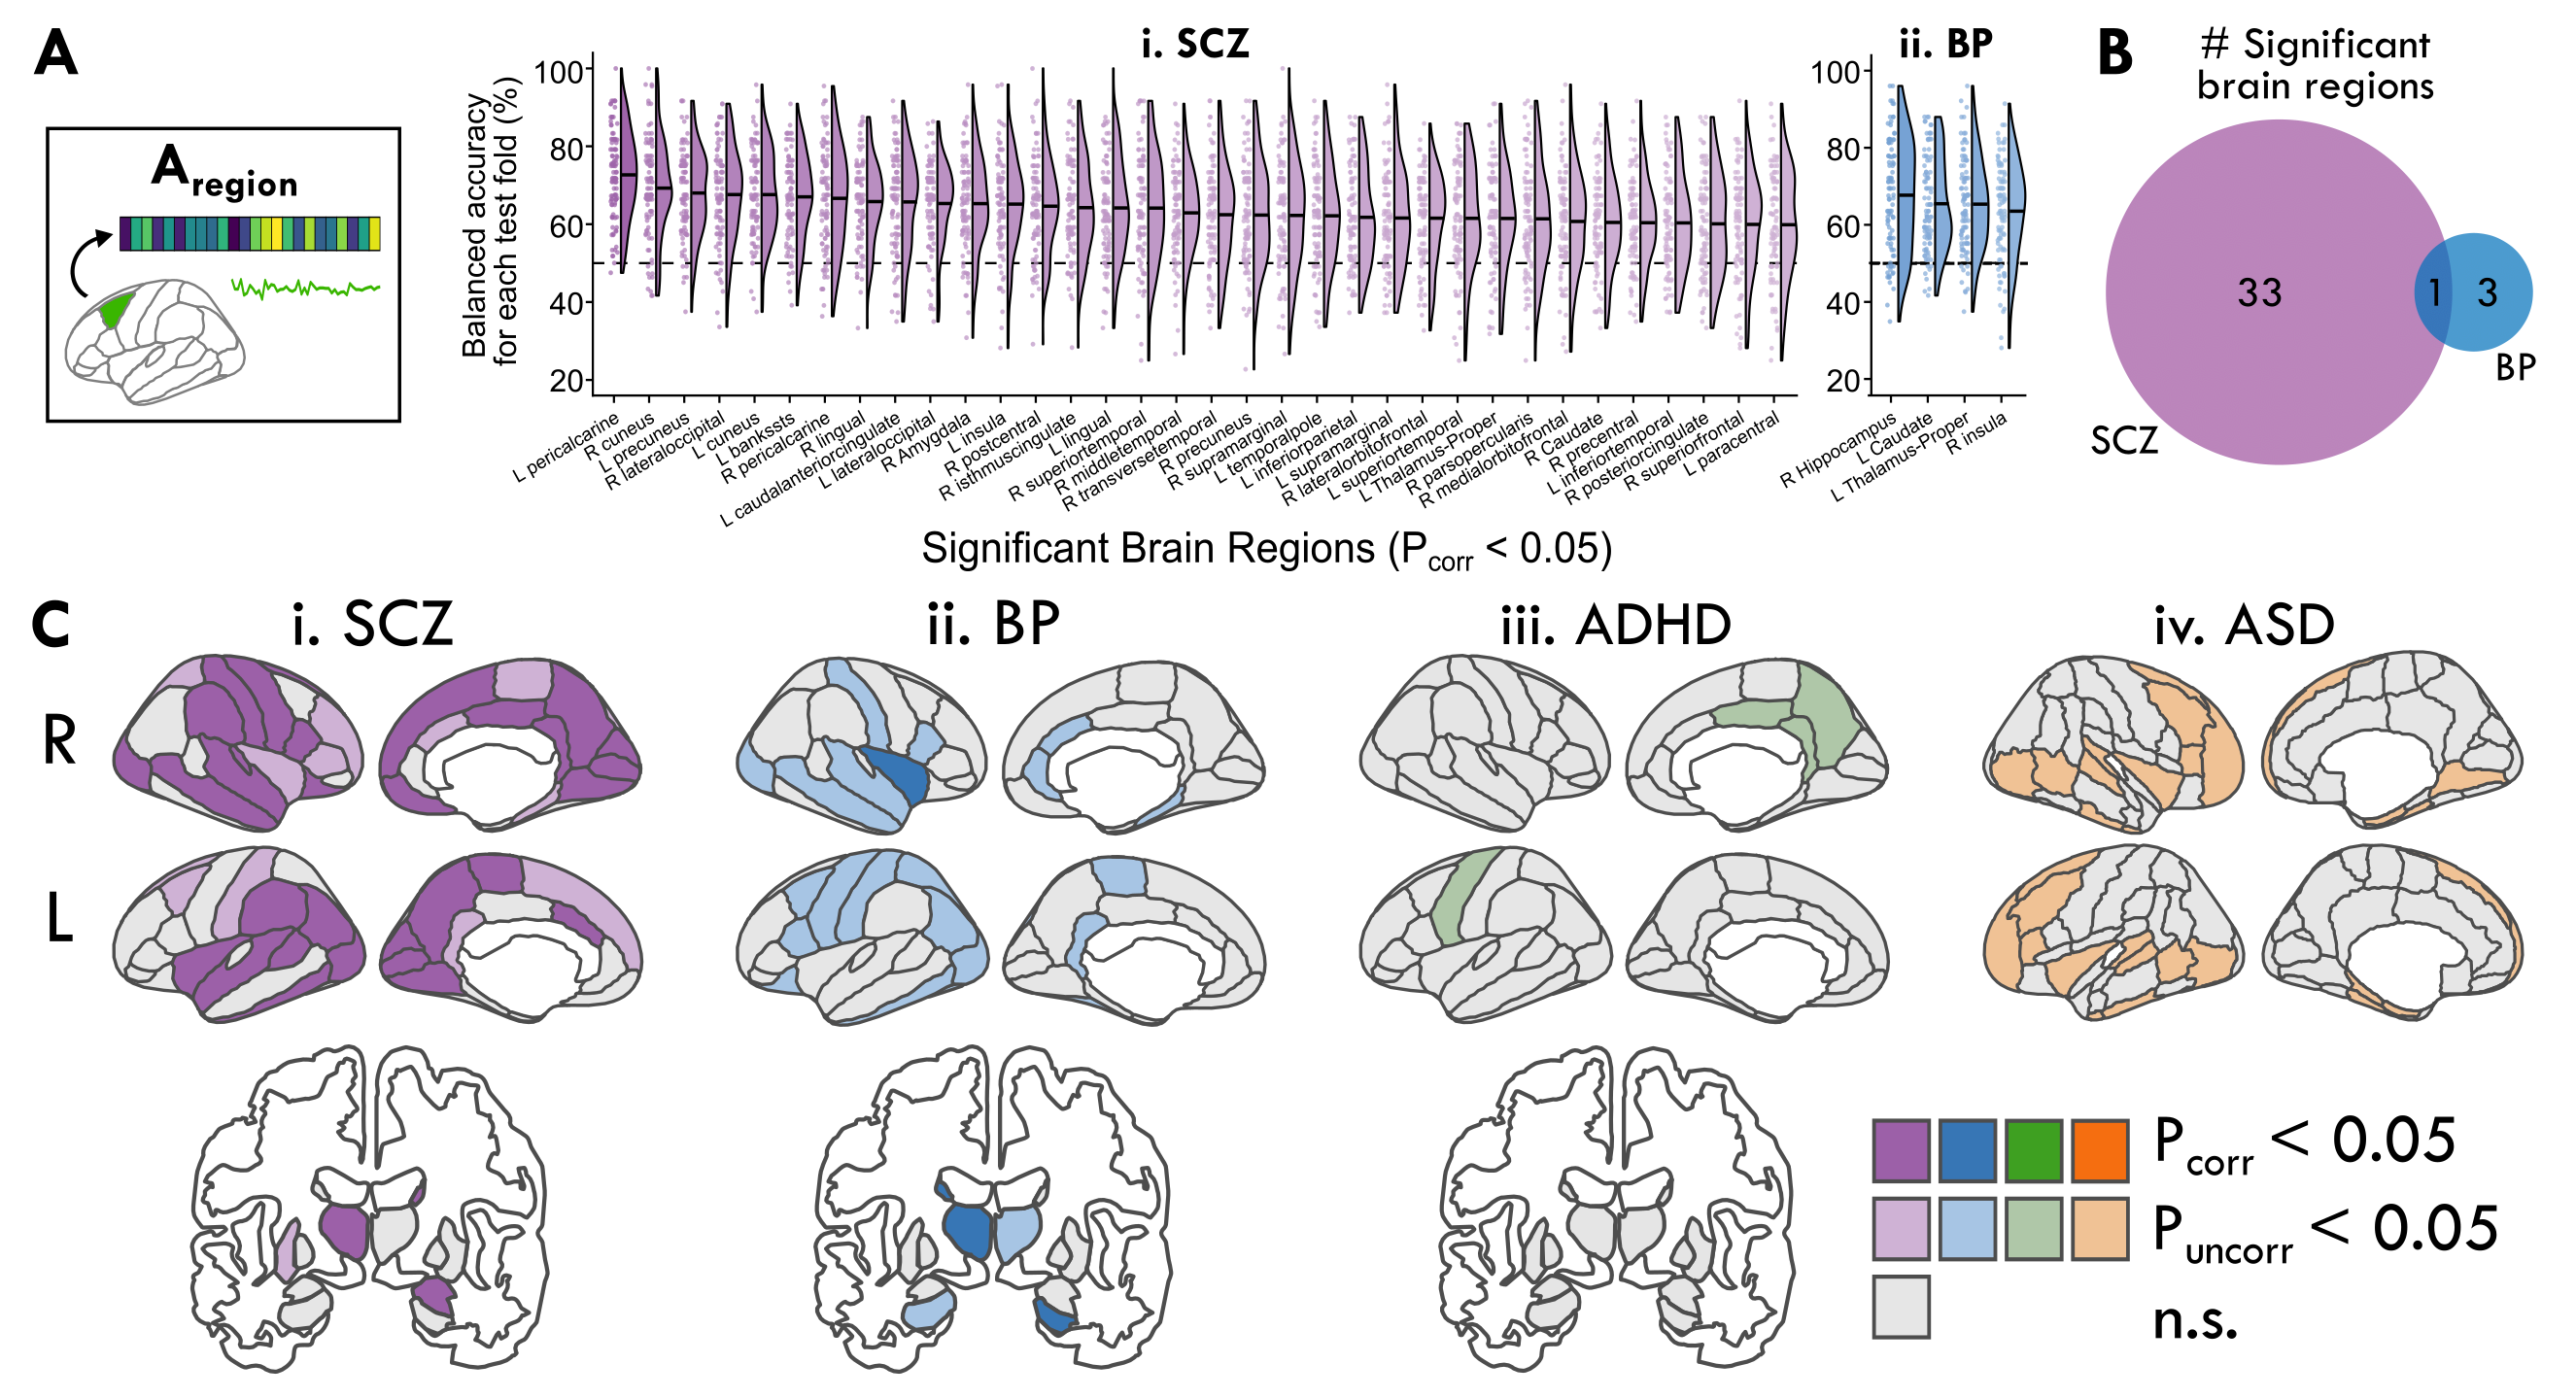 A
A region
i. SCZ
Balanced accuracy
for each test fold (%)
100
80
60
40
20
L pericalcarine
R cuneus
L precuneus
R lateraloccipital
L cuneus
L bankssts
R pericalcarine
R lingual
L caudalanteriorcingulate
L lateraloccipital
R Amygdala
L insula
R postcentral
R isthmuscingulate
L lingual
R superiortemporal
R middletemporal
R transversetemporal
R precuneus
R supramarginal
L temporalpole
L inferiorparietal
L supramarginal
R lateralorbitofrontal
L superiortemporal
L Thalamus-Proper
R parsopercularis
R medialorbitofrontal
R Caudate
R precentral
L inferiortemporal
R posteriorcingulate
R superiorfrontal
L paracentral
ii. BP
100
80
60
40
20
R Hippocampus
L Caudate
L Thalamus-Proper
R insula
Significant Brain Regions (Pcorr < 0.05)
B
# Significant
brain regions
33
1
3
BP
SCZ
C
i. SCZ
ii. BP
iii. ADHD
iv. ASD
R
L
Pcorr < 0.05
Puncorr < 0.05
n.s.